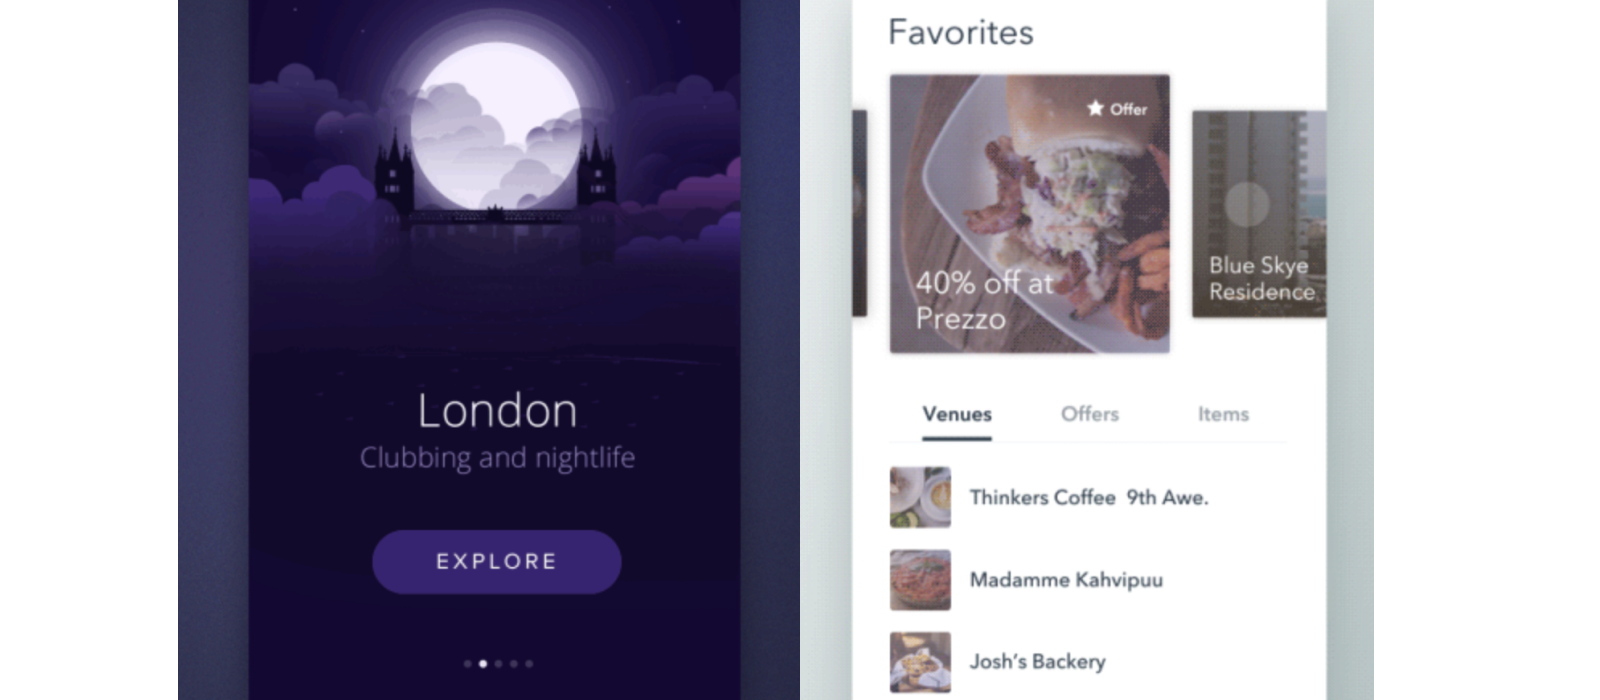 London
Clubbing and nightlife
EXPLORE
Favorites
Offer
40% off at
Prezzo
Blue Skye
Residence
Venues Offers Items
Thinkers Coffee 9th Awe.
Madamme Kahvipuu
Josh's Backery